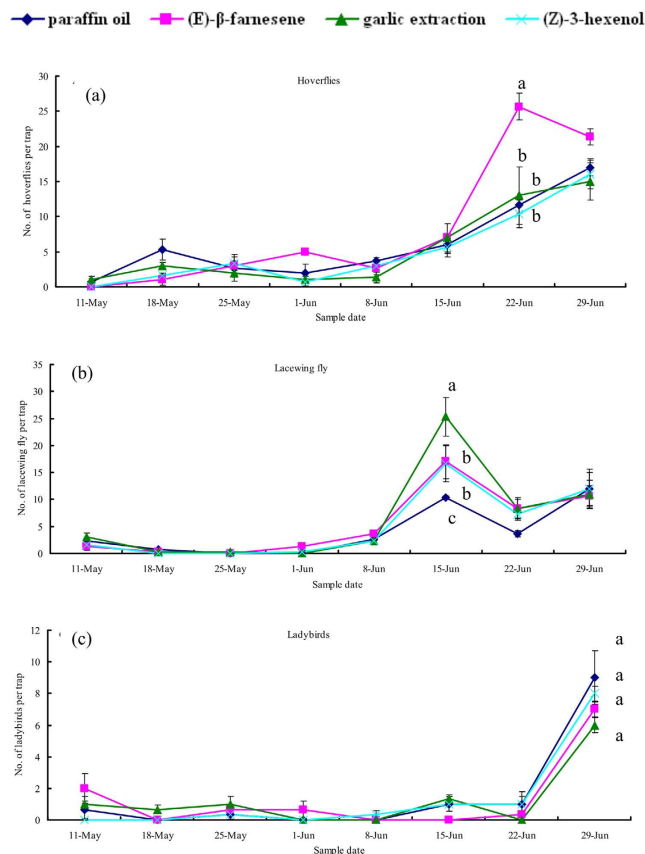 paraffin oil (E)-β-farnesene garlic extraction (Z)-3-hexenol
(a)
Hoverflies
No. of hoverflies per trap
30
25
20
15
10
5
0
a
b
b
b
11-May 18-May 25-May 1-Jun 8-Jun 15-Jun 22-Jun 29-Jun
Sample date
(b)
Lacewing fly
No. of lacewing fly per trap
35
30
25
20
15
10
5
0
a
b
b
c
11-May 18-May 25-May 1-Jun 8-Jun 15-Jun 22-Jun 29-Jun
Sample date
(c)
Ladybirds
No. of ladybirds per trap
12
10
8
6
4
2
0
a
a
a
a
11-May 18-May 25-May 1-Jun 8-Jun 15-Jun 22-Jun 29-Jun
Sample date